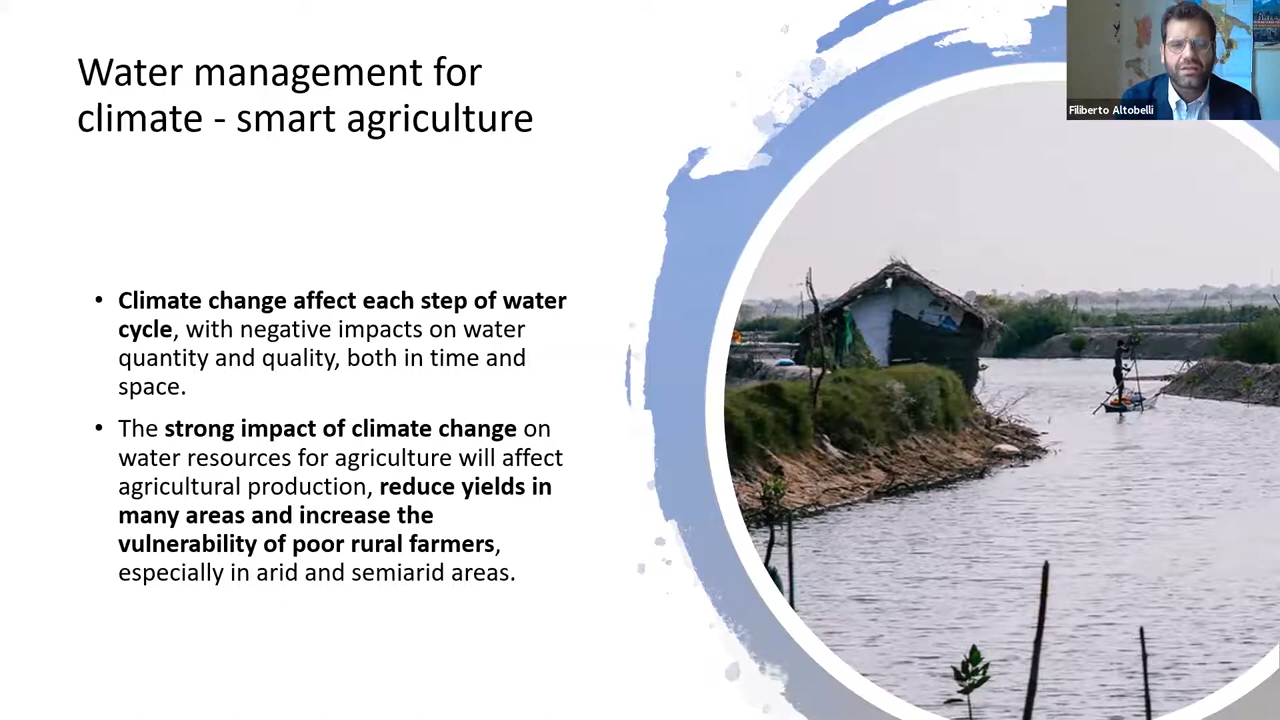 Water management for
climate - smart agriculture
Filiberto Altobelli
• Climate change affect each step of water
cycle, with negative impacts on water
quantity and quality, both in time and
space.
• The strong impact of climate change on
water resources for agriculture will affect
agricultural production, reduce yields in
many areas and increase the
vulnerability of poor rural farmers,
especially in arid and semiarid areas.